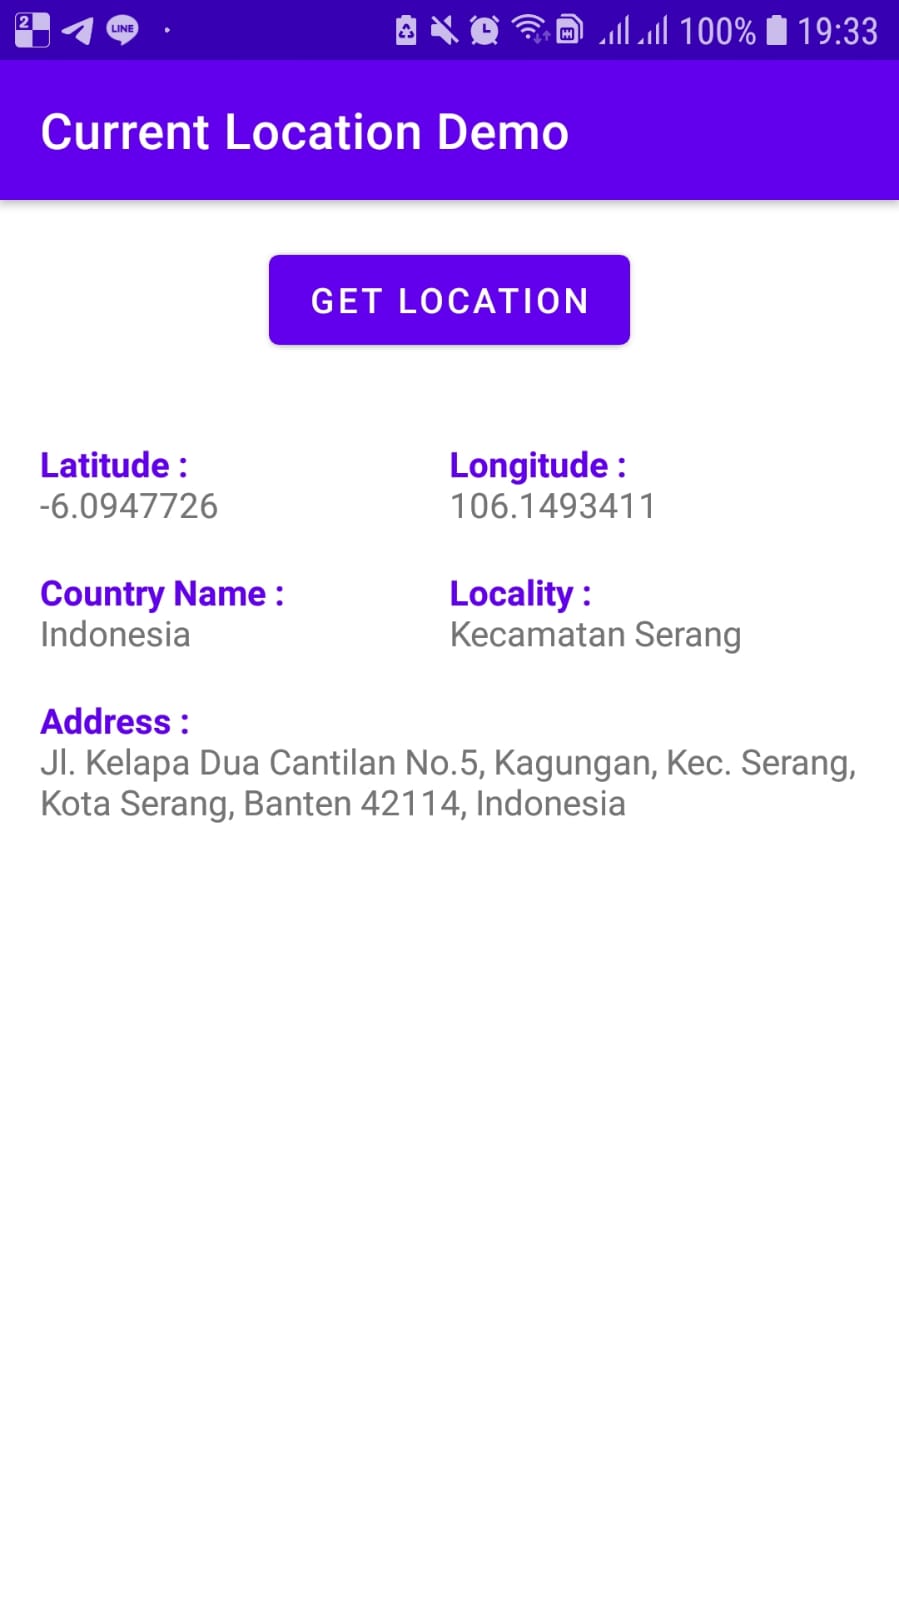 2 LINE 100% 19:33
Current Location Demo
GET LOCATION
Latitude : Longitude :
-6.0947726 106.1493411
Country Name : Locality :
Indonesia Kecamatan Serang
Address :
Jl. Kelapa Dua Cantilan No.5, Kagungan, Kec. Serang,
Kota Serang, Banten 42114, Indonesia